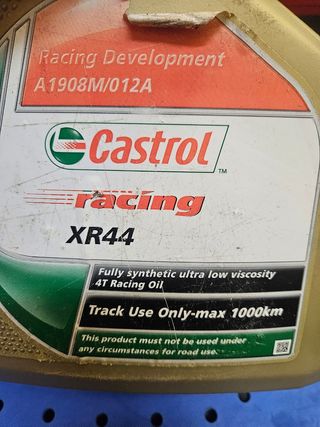 Racing Development
A1908M/012A
Castrol
TM
racing
XR44
Fully synthetic ultra low viscosity
4T Racing Oil
Track Use Only-max 1000km
This product must not be used under
any circumstances for road use.